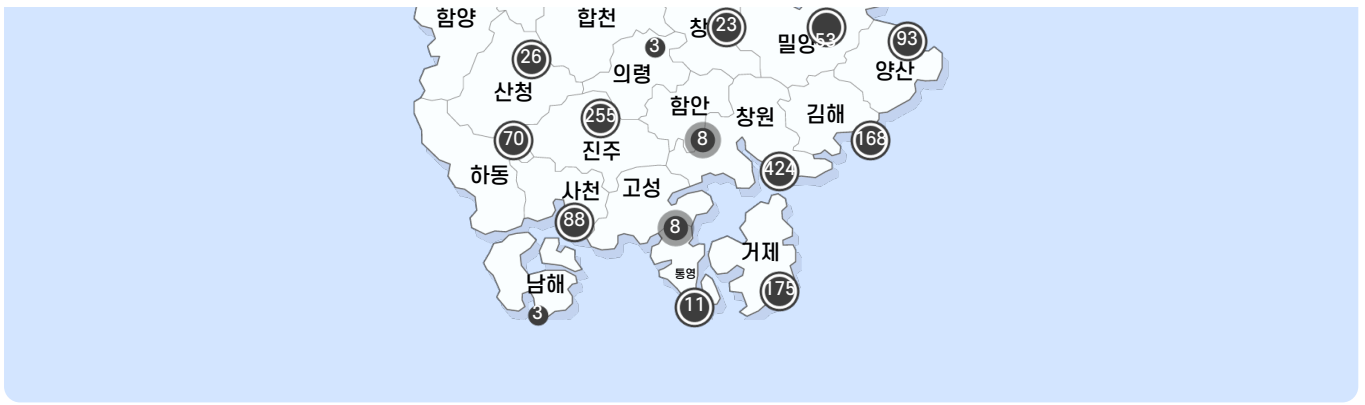 함양
합천
창
23
밀양
53
93
양산
26
산청
3
의령
255
진주
함안
8
창원
김해
168
70
하동
424
사천
88
고성
8
거제
175
통영
11
남해
3